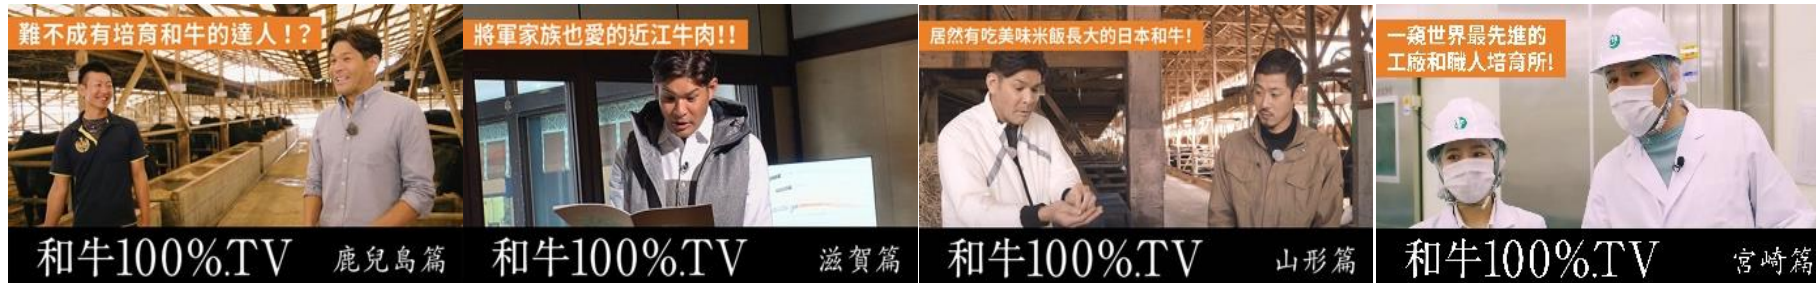 難不成有培育和牛的達人!?
和牛100%.TV 鹿兒島篇
將軍家族也愛的近江牛肉!!
和牛100%.TV 滋賀篇
居然有吃美味米飯長大的日本和牛!
和牛100%.TV 山形篇
一窺世界最先進的
工廠和職人培育所!
和牛100%.TV 宮崎篇